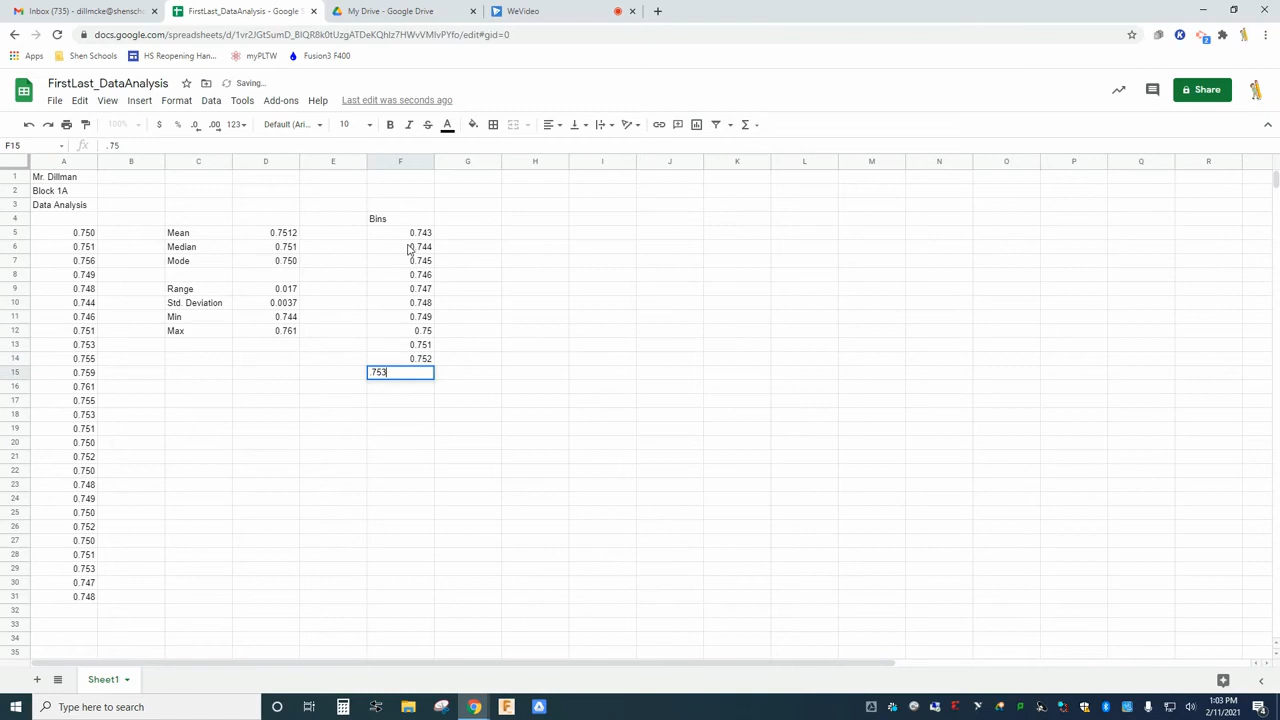 Inbox (735) - dillmcke@shensch
FirstLast_DataAnalysis - Google S
My Drive - Google Drive
WeVideo
docs.google.com/spreadsheets/d/1vr2JGtSumD_BIQR8k0tUzgATDeKQhIz7HWvVMIvPYfo/edit#gid=0
Apps Shen Schools HS Reopening Han... myPLTW Fusion3 F400
FirstLast_DataAnalysis Saving...
File Edit View Insert Format Data Tools Add-ons Help Last edit was seconds ago Share
100% $ % .0 .00 123 Default (Ari... 10 B I S A
F15 fx .75
A B C D E F G H I J K L M N O P Q R
1 Mr. Dillman
2 Block 1A
3 Data Analysis
4 Bins
5 0.750 Mean 0.7512 0.743
6 0.751 Median 0.751 0.744
7 0.756 Mode 0.750 0.745
8 0.749 0.746
9 0.748 Range 0.017 0.747
10 0.744 Std. Deviation 0.0037 0.748
11 0.746 Min 0.744 0.749
12 0.751 Max 0.761 0.75
13 0.753 0.751
14 0.755 0.752
15 0.759 .753
16 0.761
17 0.755
18 0.753
19 0.751
20 0.750
21 0.752
22 0.750
23 0.748
24 0.749
25 0.750
26 0.752
27 0.750
28 0.751
29 0.753
30 0.747
31 0.748
32
33
34
35
Sheet1
Type here to search
1:03 PM
2/11/2021